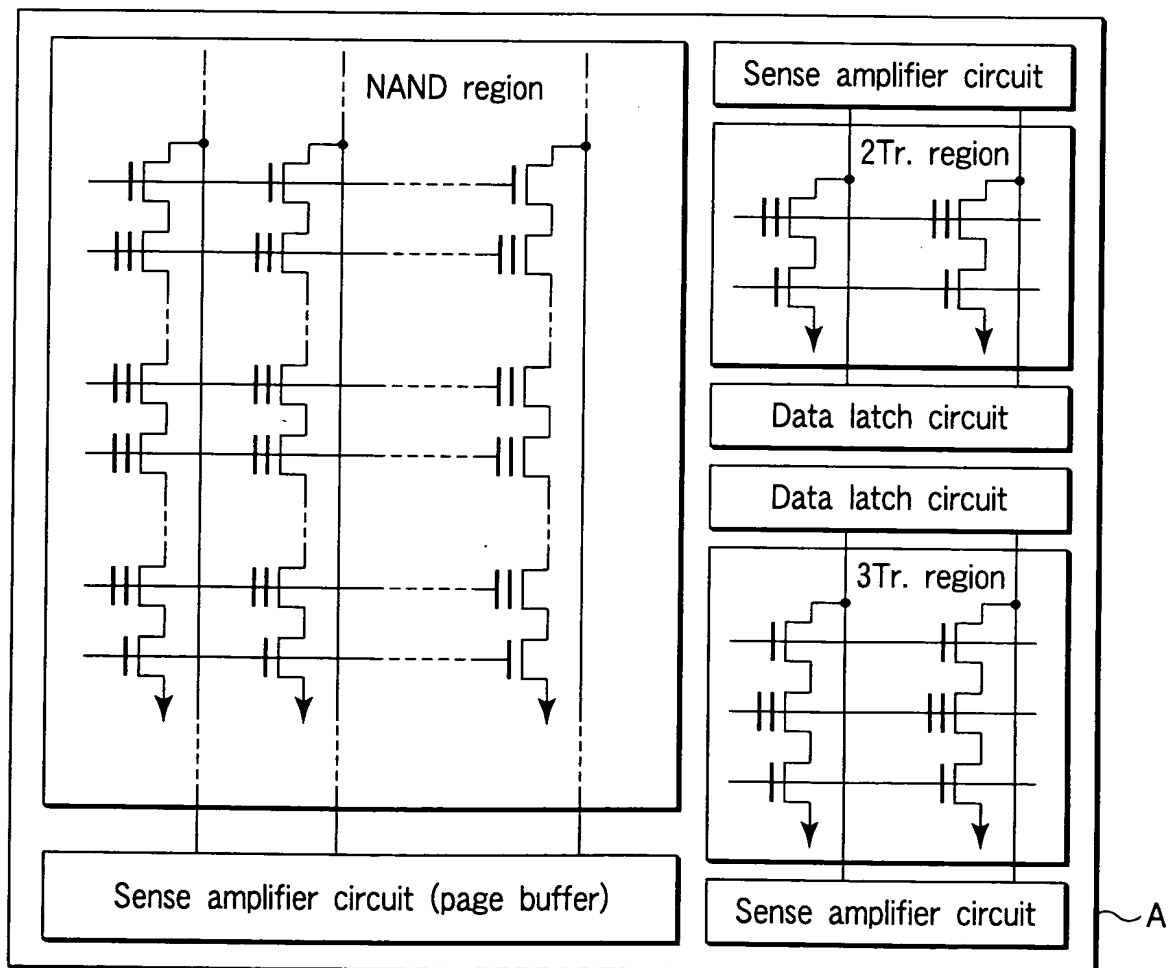 NAND region
Sense amplifier circuit (page buffer)
Sense amplifier circuit
2Tr. region
Data latch circuit
Data latch circuit
3Tr. region
Sense amplifier circuit
A